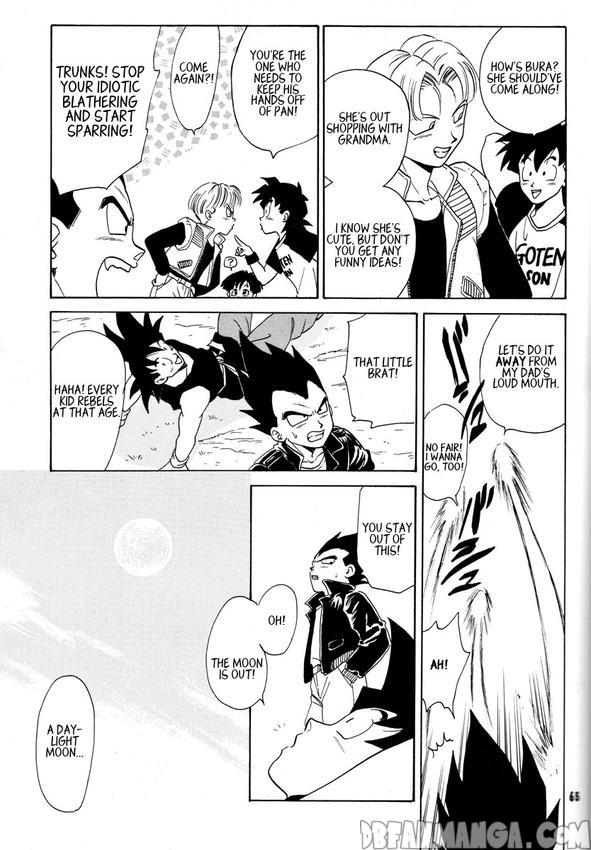 HOW'S BURA?
SHE SHOULD'VE
COME ALONG!
SHE'S OUT
SHOPPING WITH
GRANDMA.
I KNOW SHE'S
CUTE, BUT DON'T
YOU GET ANY
FUNNY IDEAS!
GOTEN
SON
YOU'RE THE
ONE WHO
NEEDS TO
KEEP HIS
HANDS OFF
OF PAN!
COME
AGAIN?!
TRUNKS! STOP
YOUR IDIOTIC
BLATHERING
AND START
SPARRING!
?
LET'S DO IT
AWAY FROM
MY DAD'S
LOUD MOUTH.
NO FAIR!
I WANNA
GO, TOO!
AH!
THAT LITTLE
BRAT!
HAHA! EVERY
KID REBELS
AT THAT AGE.
YOU STAY
OUT OF
THIS!
OH!
THE MOON
IS OUT!
A DAY-
LIGHT
MOON...
65
DBFANMANGA.COM